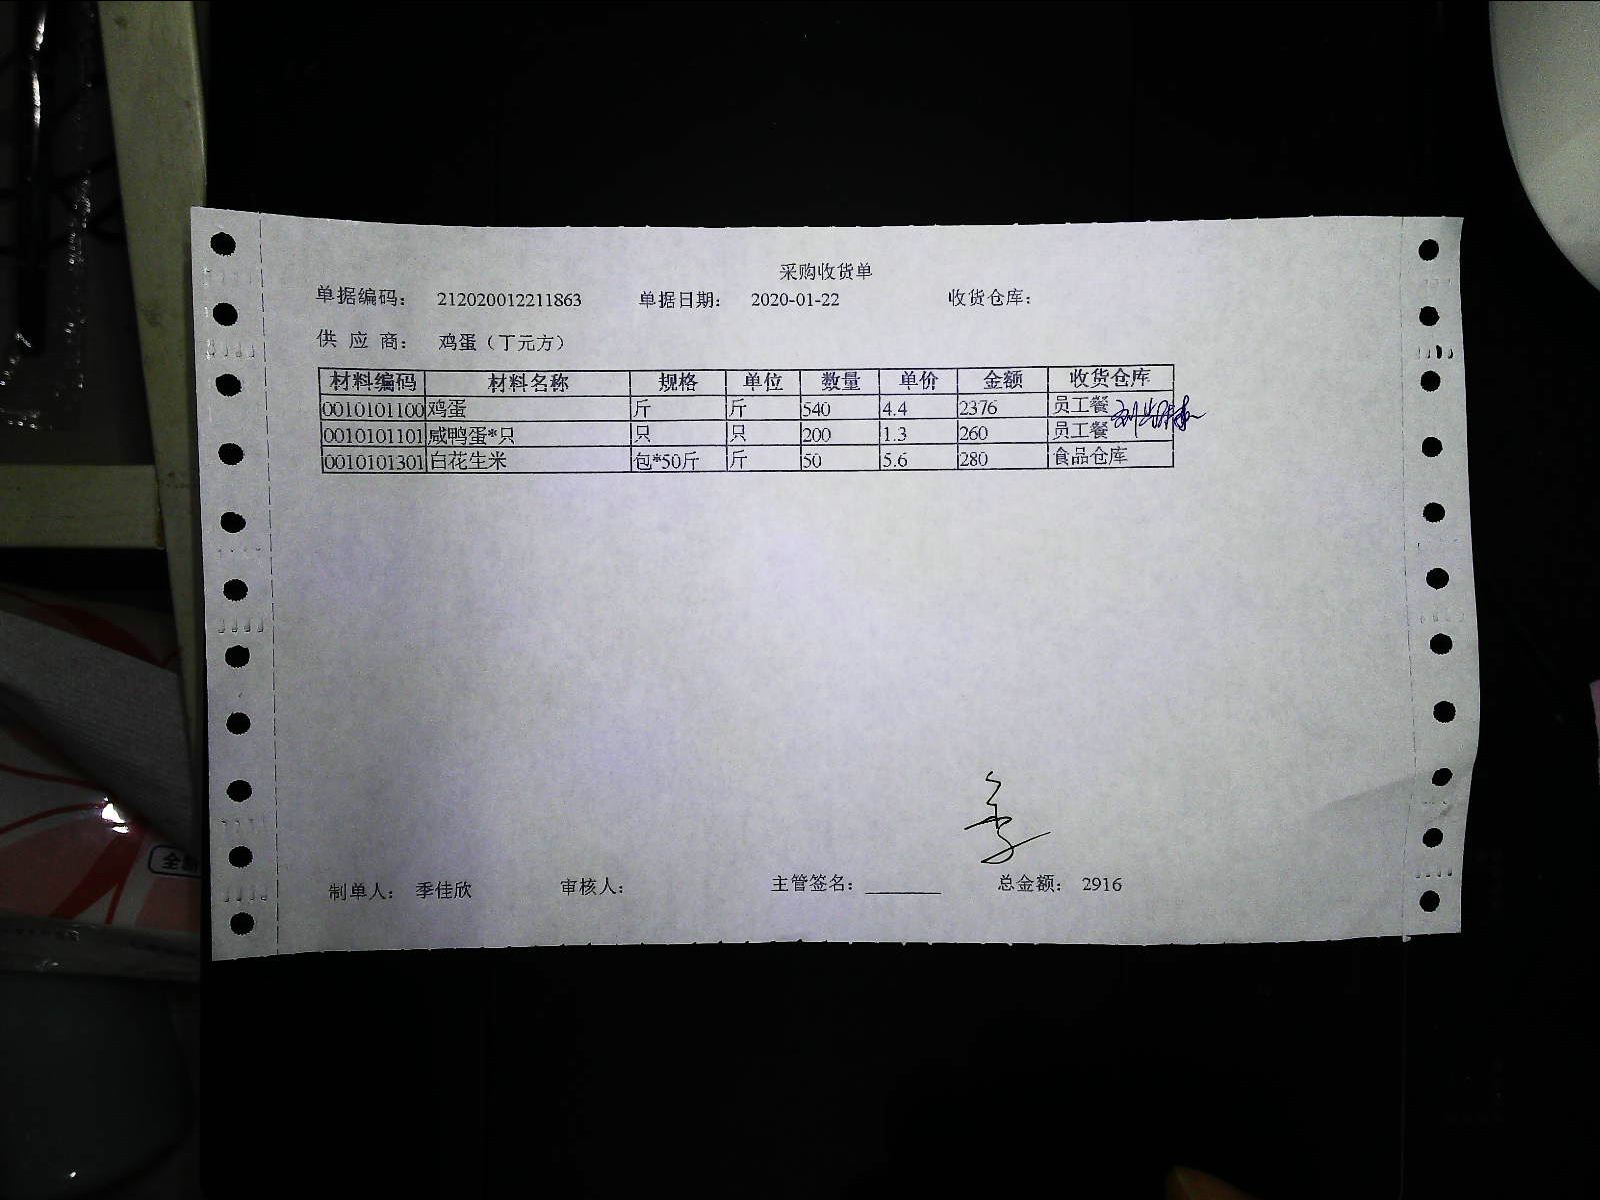 采购收货单
单据编码： 212020012211863 单据日期： 2020-01-22 收货仓库：
供 应 商： 鸡蛋（丁元方）
材料编码 材料名称 规格 单位 数量 单价 金额 收货仓库
0010101100 鸡蛋 斤 斤 540 4.4 2376 员工餐
0010101101 咸鸭蛋*只 只 只 200 1.3 260 员工餐
0010101301 白花生米 包*50斤 斤 50 5.6 280 食品仓库
季
制单人： 季佳欣 审核人： 主管签名： 总金额： 2916